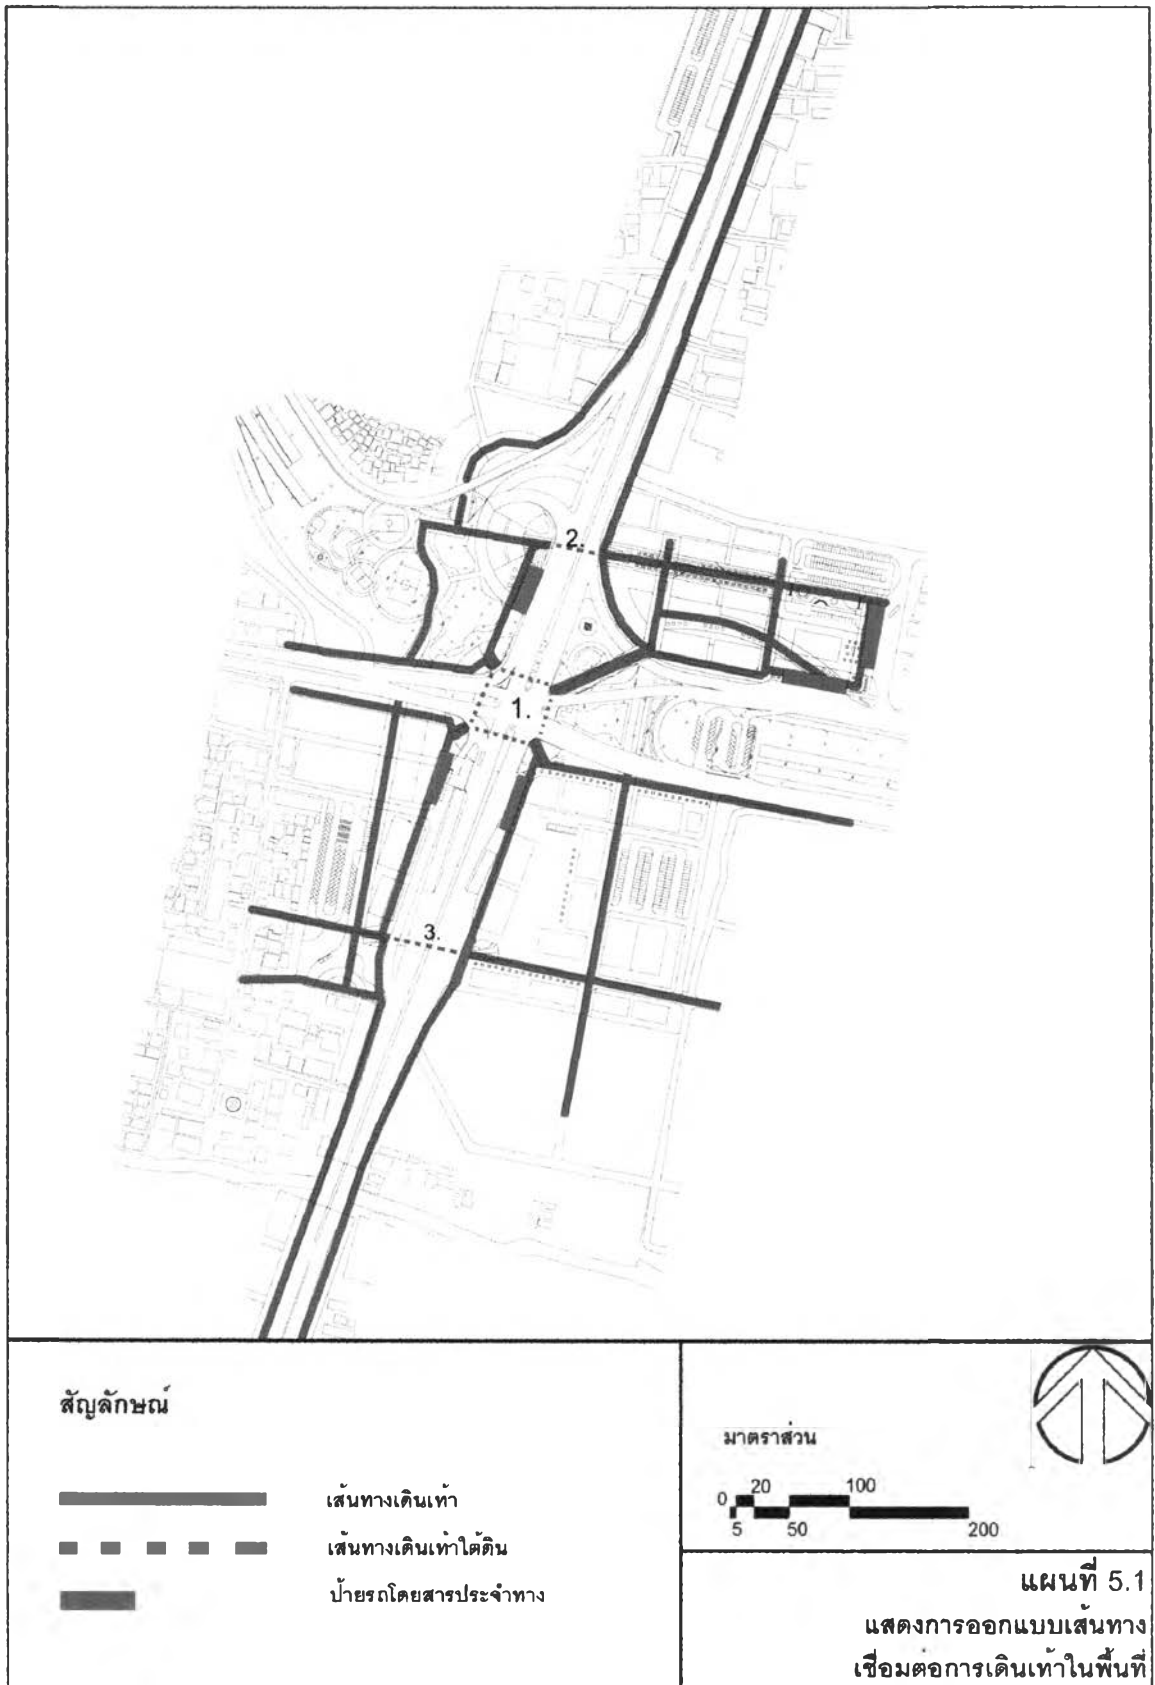 2.
1.
3.
สัญลักษณ์
เส้นทางเดินเท้า
เส้นทางเดินเท้าใต้ดิน
ป้ายรถโดยสารประจำทาง
มาตราส่วน
0 20 100
5 50 200
แผนที่ 5.1
แสดงการออกแบบเส้นทาง
เชื่อมต่อการเดินเท้าในพื้นที่